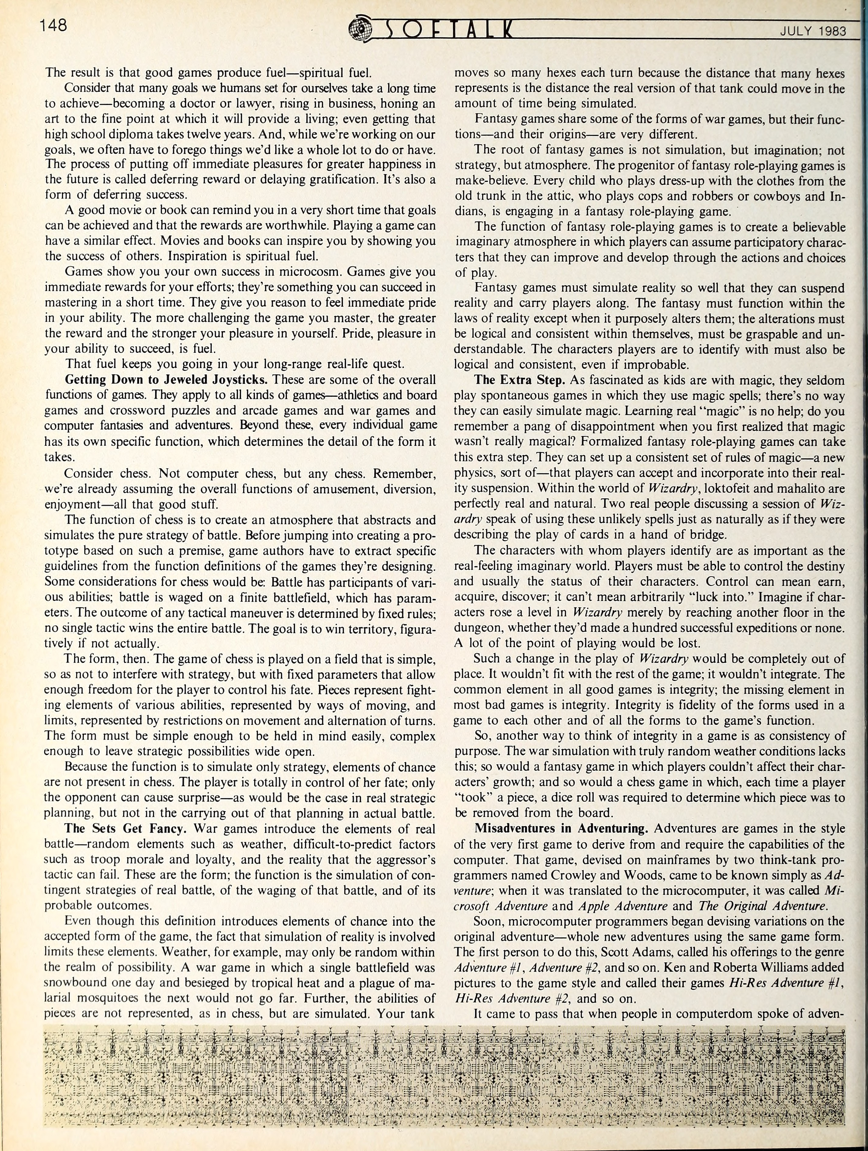 148
SOFTALK
JULY 1983
The result is that good games produce fuel—spiritual fuel.
Consider that many goals we humans set for ourselves take a long time
to achieve—becoming a doctor or lawyer, rising in business, honing an
art to the fine point at which it will provide a living; even getting that
high school diploma takes twelve years. And, while we're working on our
goals, we often have to forego things we'd like a whole lot to do or have.
The process of putting off immediate pleasures for greater happiness in
the future is called deferring reward or delaying gratification. It's also a
form of deferring success.
A good movie or book can remind you in a very short time that goals
can be achieved and that the rewards are worthwhile. Playing a game can
have a similar effect. Movies and books can inspire you by showing you
the success of others. Inspiration is spiritual fuel.
Games show you your own success in microcosm. Games give you
immediate rewards for your efforts; they're something you can succeed in
mastering in a short time. They give you reason to feel immediate pride
in your ability. The more challenging the game you master, the greater
the reward and the stronger your pleasure in yourself. Pride, pleasure in
your ability to succeed, is fuel.
That fuel keeps you going in your long-range real-life quest.
Getting Down to Jeweled Joysticks. These are some of the overall
functions of games. They apply to all kinds of games—athletics and board
games and crossword puzzles and arcade games and war games and
computer fantasies and adventures. Beyond these, every individual game
has its own specific function, which determines the detail of the form it
takes.
Consider chess. Not computer chess, but any chess. Remember,
we're already assuming the overall functions of amusement, diversion,
enjoyment—all that good stuff.
The function of chess is to create an atmosphere that abstracts and
simulates the pure strategy of battle. Before jumping into creating a pro-
totype based on such a premise, game authors have to extract specific
guidelines from the function definitions of the games they're designing.
Some considerations for chess would be: Battle has participants of vari-
ous abilities; battle is waged on a finite battlefield, which has param-
eters. The outcome of any tactical maneuver is determined by fixed rules;
no single tactic wins the entire battle. The goal is to win territory, figura-
tively if not actually.
The form, then. The game of chess is played on a field that is simple,
so as not to interfere with strategy, but with fixed parameters that allow
enough freedom for the player to control his fate. Pieces represent fight-
ing elements of various abilities, represented by ways of moving, and
limits, represented by restrictions on movement and alternation of turns.
The form must be simple enough to be held in mind easily, complex
enough to leave strategic possibilities wide open.
Because the function is to simulate only strategy, elements of chance
are not present in chess. The player is totally in control of her fate; only
the opponent can cause surprise—as would be the case in real strategic
planning, but not in the carrying out of that planning in actual battle.
The Sets Get Fancy. War games introduce the elements of real
battle—random elements such as weather, difficult-to-predict factors
such as troop morale and loyalty, and the reality that the aggressor's
tactic can fail. These are the form; the function is the simulation of con-
tingent strategies of real battle, of the waging of that battle, and of its
probable outcomes.
Even though this definition introduces elements of chance into the
accepted form of the game, the fact that simulation of reality is involved
limits these elements. Weather, for example, may only be random within
the realm of possibility. A war game in which a single battlefield was
snowbound one day and besieged by tropical heat and a plague of ma-
larial mosquitoes the next would not go far. Further, the abilities of
pieces are not represented, as in chess, but are simulated. Your tank
moves so many hexes each turn because the distance that many hexes
represents is the distance the real version of that tank could move in the
amount of time being simulated.
Fantasy games share some of the forms of war games, but their func-
tions—and their origins—are very different.
The root of fantasy games is not simulation, but imagination; not
strategy, but atmosphere. The progenitor of fantasy role-playing games is
make-believe. Every child who plays dress-up with the clothes from the
old trunk in the attic, who plays cops and robbers or cowboys and In-
dians, is engaging in a fantasy role-playing game.
The function of fantasy role-playing games is to create a believable
imaginary atmosphere in which players can assume participatory charac-
ters that they can improve and develop through the actions and choices
of play.
Fantasy games must simulate reality so well that they can suspend
reality and carry players along. The fantasy must function within the
laws of reality except when it purposely alters them; the alterations must
be logical and consistent within themselves, must be graspable and un-
derstandable. The characters players are to identify with must also be
logical and consistent, even if improbable.
The Extra Step. As fascinated as kids are with magic, they seldom
play spontaneous games in which they use magic spells; there's no way
they can easily simulate magic. Learning real "magic" is no help; do you
remember a pang of disappointment when you first realized that magic
wasn't really magical? Formalized fantasy role-playing games can take
this extra step. They can set up a consistent set of rules of magic—a new
physics, sort of—that players can accept and incorporate into their real-
ity suspension. Within the world of Wizardry, loktofeit and mahalito are
perfectly real and natural. Two real people discussing a session of Wiz-
ardry speak of using these unlikely spells just as naturally as if they were
describing the play of cards in a hand of bridge.
The characters with whom players identify are as important as the
real-feeling imaginary world. Players must be able to control the destiny
and usually the status of their characters. Control can mean earn,
acquire, discover; it can't mean arbitrarily "luck into." Imagine if char-
acters rose a level in Wizardry merely by reaching another floor in the
dungeon, whether they'd made a hundred successful expeditions or none.
A lot of the point of playing would be lost.
Such a change in the play of Wizardry would be completely out of
place. It wouldn't fit with the rest of the game; it wouldn't integrate. The
common element in all good games is integrity; the missing element in
most bad games is integrity. Integrity is fidelity of the forms used in a
game to each other and of all the forms to the game's function.
So, another way to think of integrity in a game is as consistency of
purpose. The war simulation with truly random weather conditions lacks
this; so would a fantasy game in which players couldn't affect their char-
acters' growth; and so would a chess game in which, each time a player
"took" a piece, a dice roll was required to determine which piece was to
be removed from the board.
Misadventures in Adventuring. Adventures are games in the style
of the very first game to derive from and require the capabilities of the
computer. That game, devised on mainframes by two think-tank pro-
grammers named Crowley and Woods, came to be known simply as Ad-
venture; when it was translated to the microcomputer, it was called Mi-
crosoft Adventure and Apple Adventure and The Original Adventure.
Soon, microcomputer programmers began devising variations on the
original adventure—whole new adventures using the same game form.
The first person to do this, Scott Adams, called his offerings to the genre
Adventure #1, Adventure #2, and so on. Ken and Roberta Williams added
pictures to the game style and called their games Hi-Res Adventure #1,
Hi-Res Adventure #2, and so on.
It came to pass that when people in computerdom spoke of adven-